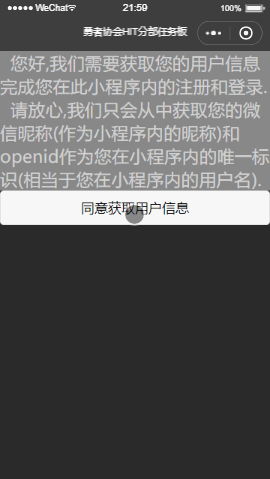 WeChat 21:59 100%
勇者协会HIT分部任务板
您好,我们需要获取您的用户信息
完成您在此小程序内的注册和登录.
请放心,我们只会从中获取您的微
信昵称(作为小程序内的昵称)和
openid作为您在小程序内的唯一标
识(相当于您在小程序内的用户名).
同意获取用户信息